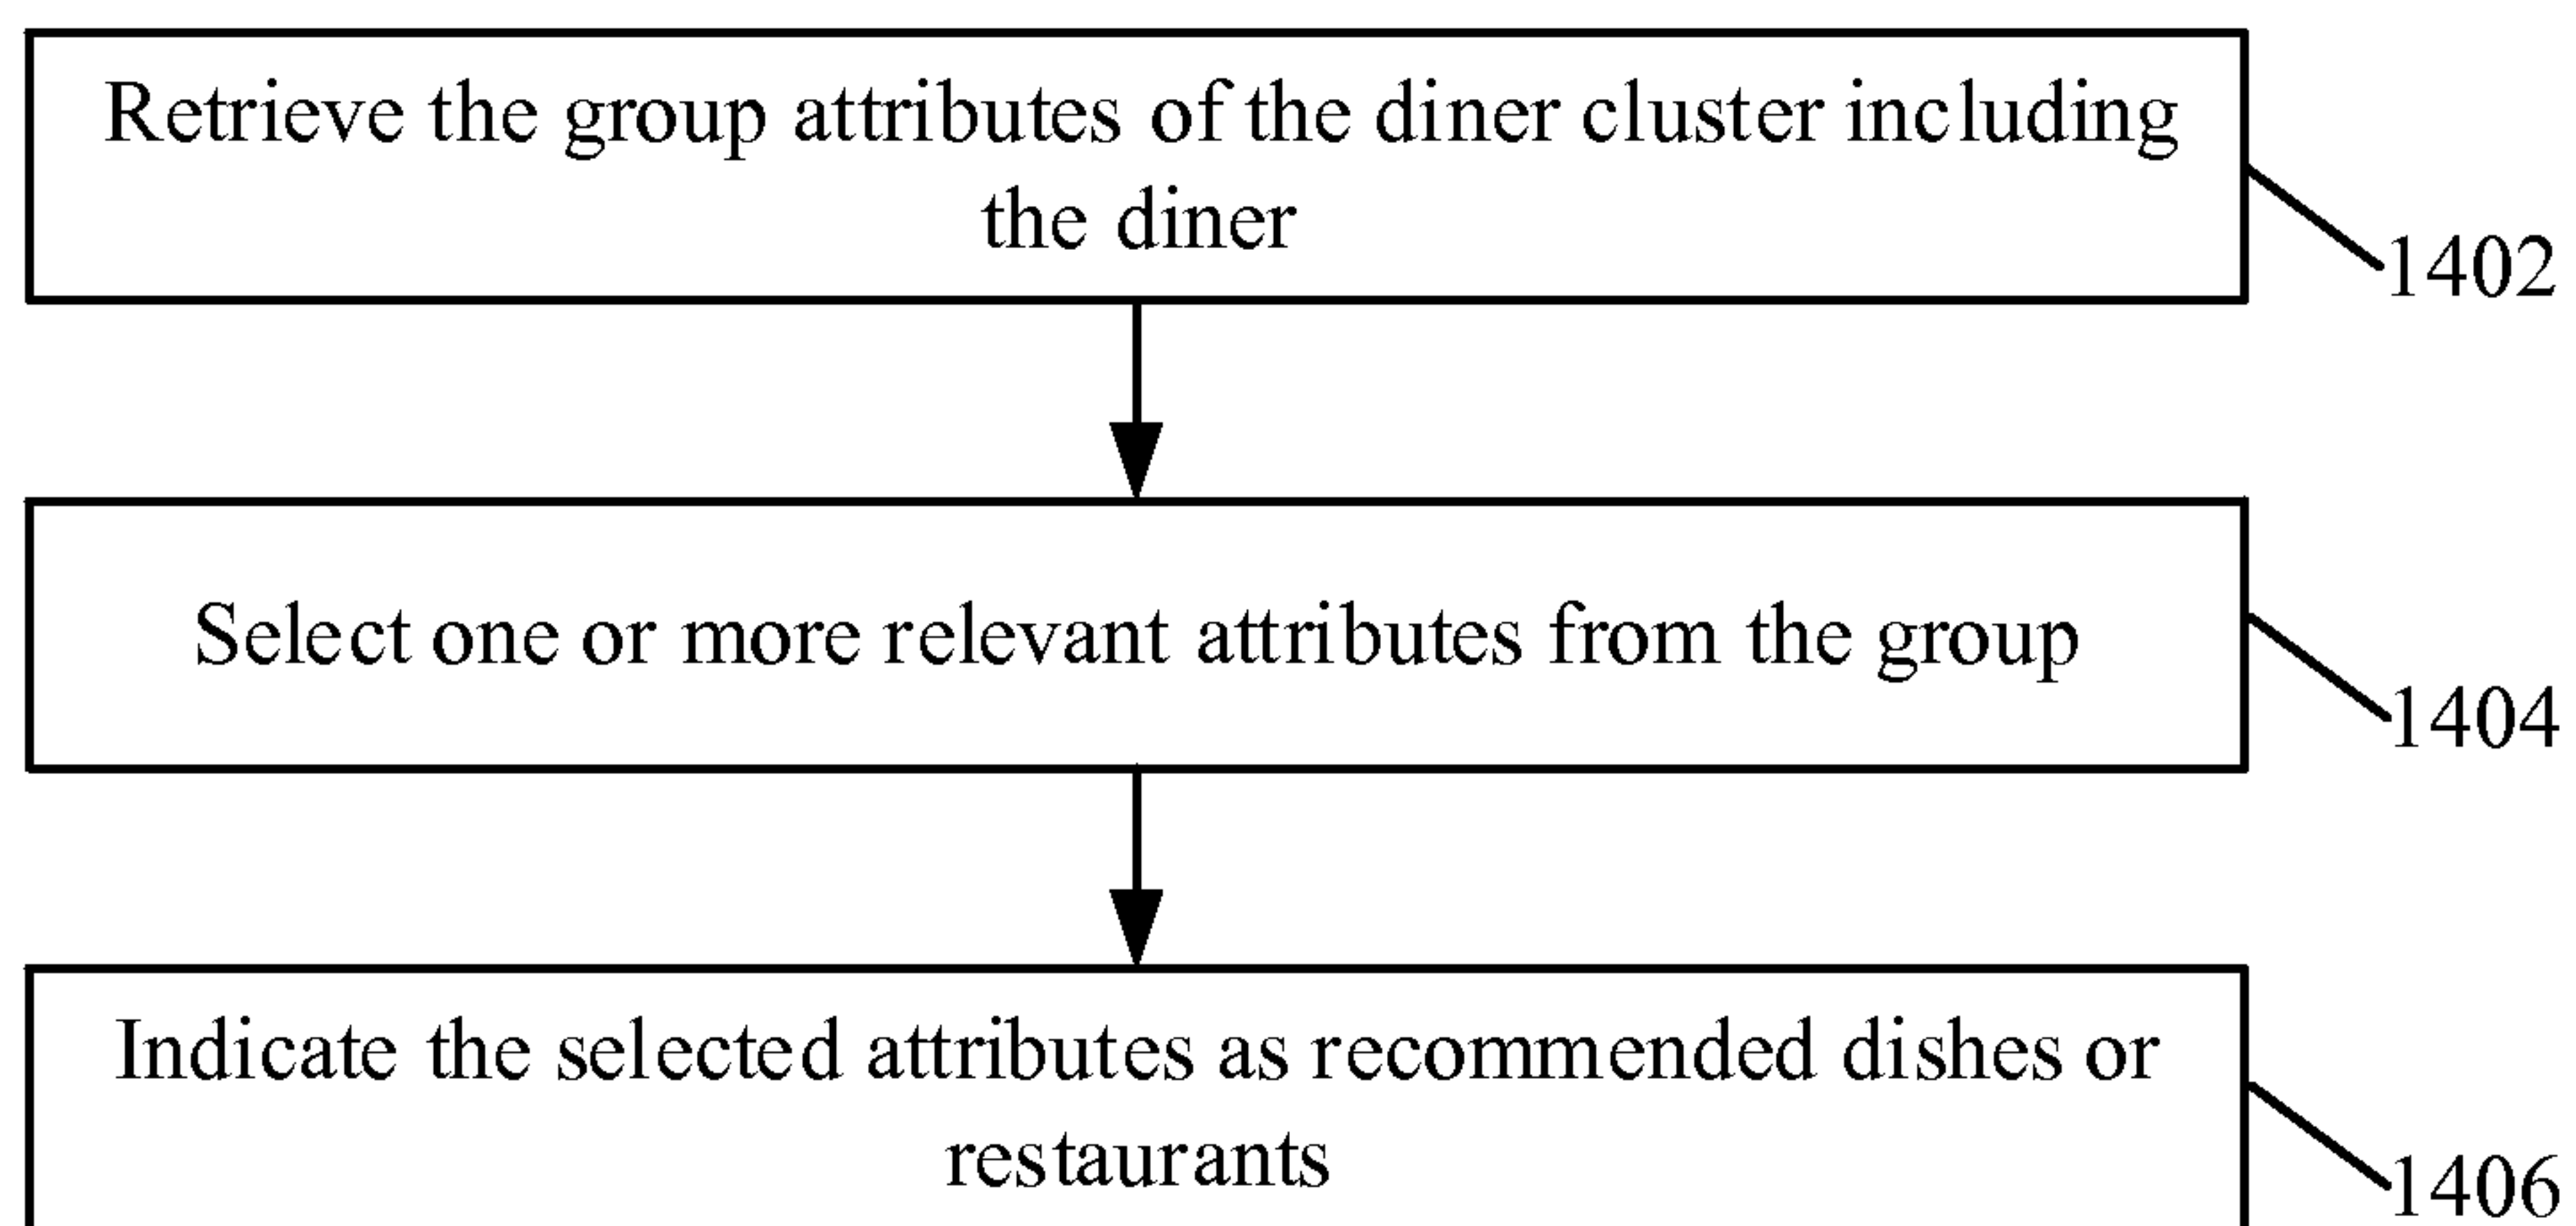 Retrieve the group attributes of the diner cluster including
the diner
1402
Select one or more relevant attributes from the group
1404
Indicate the selected attributes as recommended dishes or
restaurants
1406